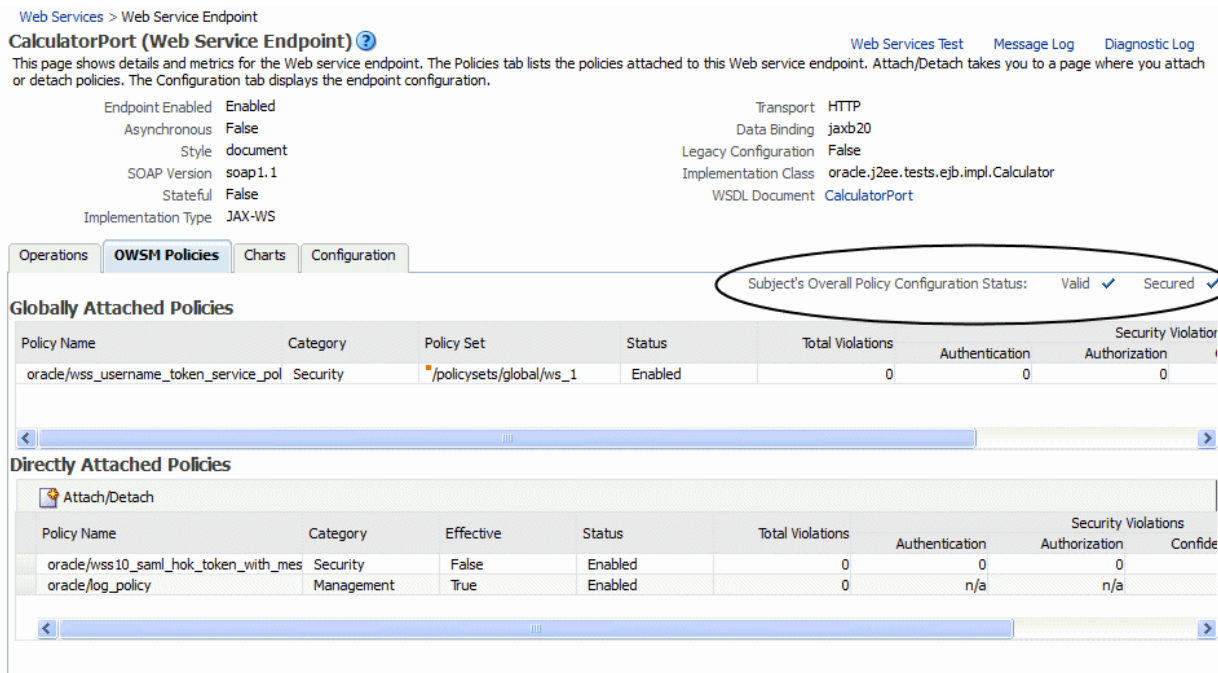 Web Services > Web Service Endpoint
CalculatorPort (Web Service Endpoint) ?
Web Services Test Message Log Diagnostic Log
This page shows details and metrics for the Web service endpoint. The Policies tab lists the policies attached to this Web service endpoint. Attach/Detach takes you to a page where you attach
or detach policies. The Configuration tab displays the endpoint configuration.
Endpoint Enabled Enabled Transport HTTP
Asynchronous False Data Binding jaxb20
Style document Legacy Configuration False
SOAP Version soap1.1 Implementation Class oracle.j2ee.tests.ejb.impl.Calculator
Stateful False WSDL Document CalculatorPort
Implementation Type JAX-WS
Operations OWSM Policies Charts Configuration
Subject's Overall Policy Configuration Status: Valid Secured
Globally Attached Policies
Policy Name Category Policy Set Status Total Violations Security Violation
Authentication Authorization
oracle/wss_username_token_service_pol Security /policysets/global/ws_1 Enabled 0 0 0
Directly Attached Policies
Attach/Detach
Policy Name Category Effective Status Total Violations Security Violations
Authentication Authorization Confide
oracle/wss10_saml_hok_token_with_mes Security False Enabled 0 0 0
oracle/log_policy Management True Enabled 0 n/a n/a